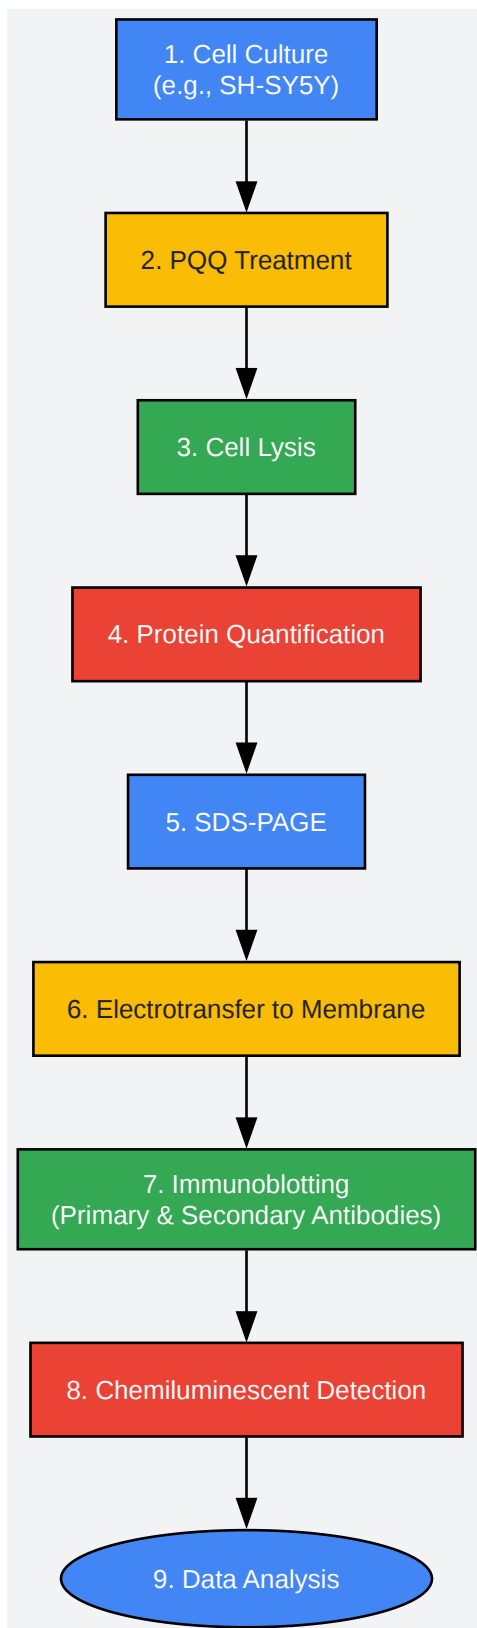 1. Cell Culture
(e.g., SH-SY5Y)
2. PQQ Treatment
3. Cell Lysis
4. Protein Quantification
5. SDS-PAGE
6. Electrotransfer to Membrane
7. Immunoblotting
(Primary & Secondary Antibodies)
8. Chemiluminescent Detection
9. Data Analysis